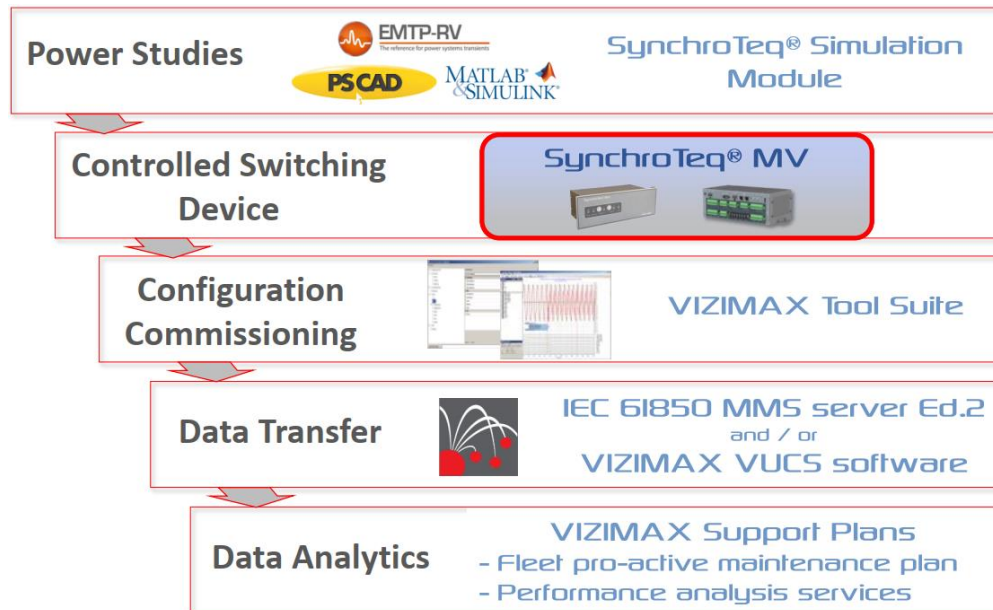 Power Studies
EMTP-RV
The reference for power systems transients
PSCAD
MATLAB®
&SIMULINK®
SynchroTeq® Simulation
Module
Controlled Switching
Device
SynchroTeq® MV
Configuration
Commissioning
VIZIMAX Tool Suite
Data Transfer
IEC 61850 MMS server Ed.2
and / or
VIZIMAX VUCS software
Data Analytics
VIZIMAX Support Plans
- Fleet pro-active maintenance plan
- Performance analysis services